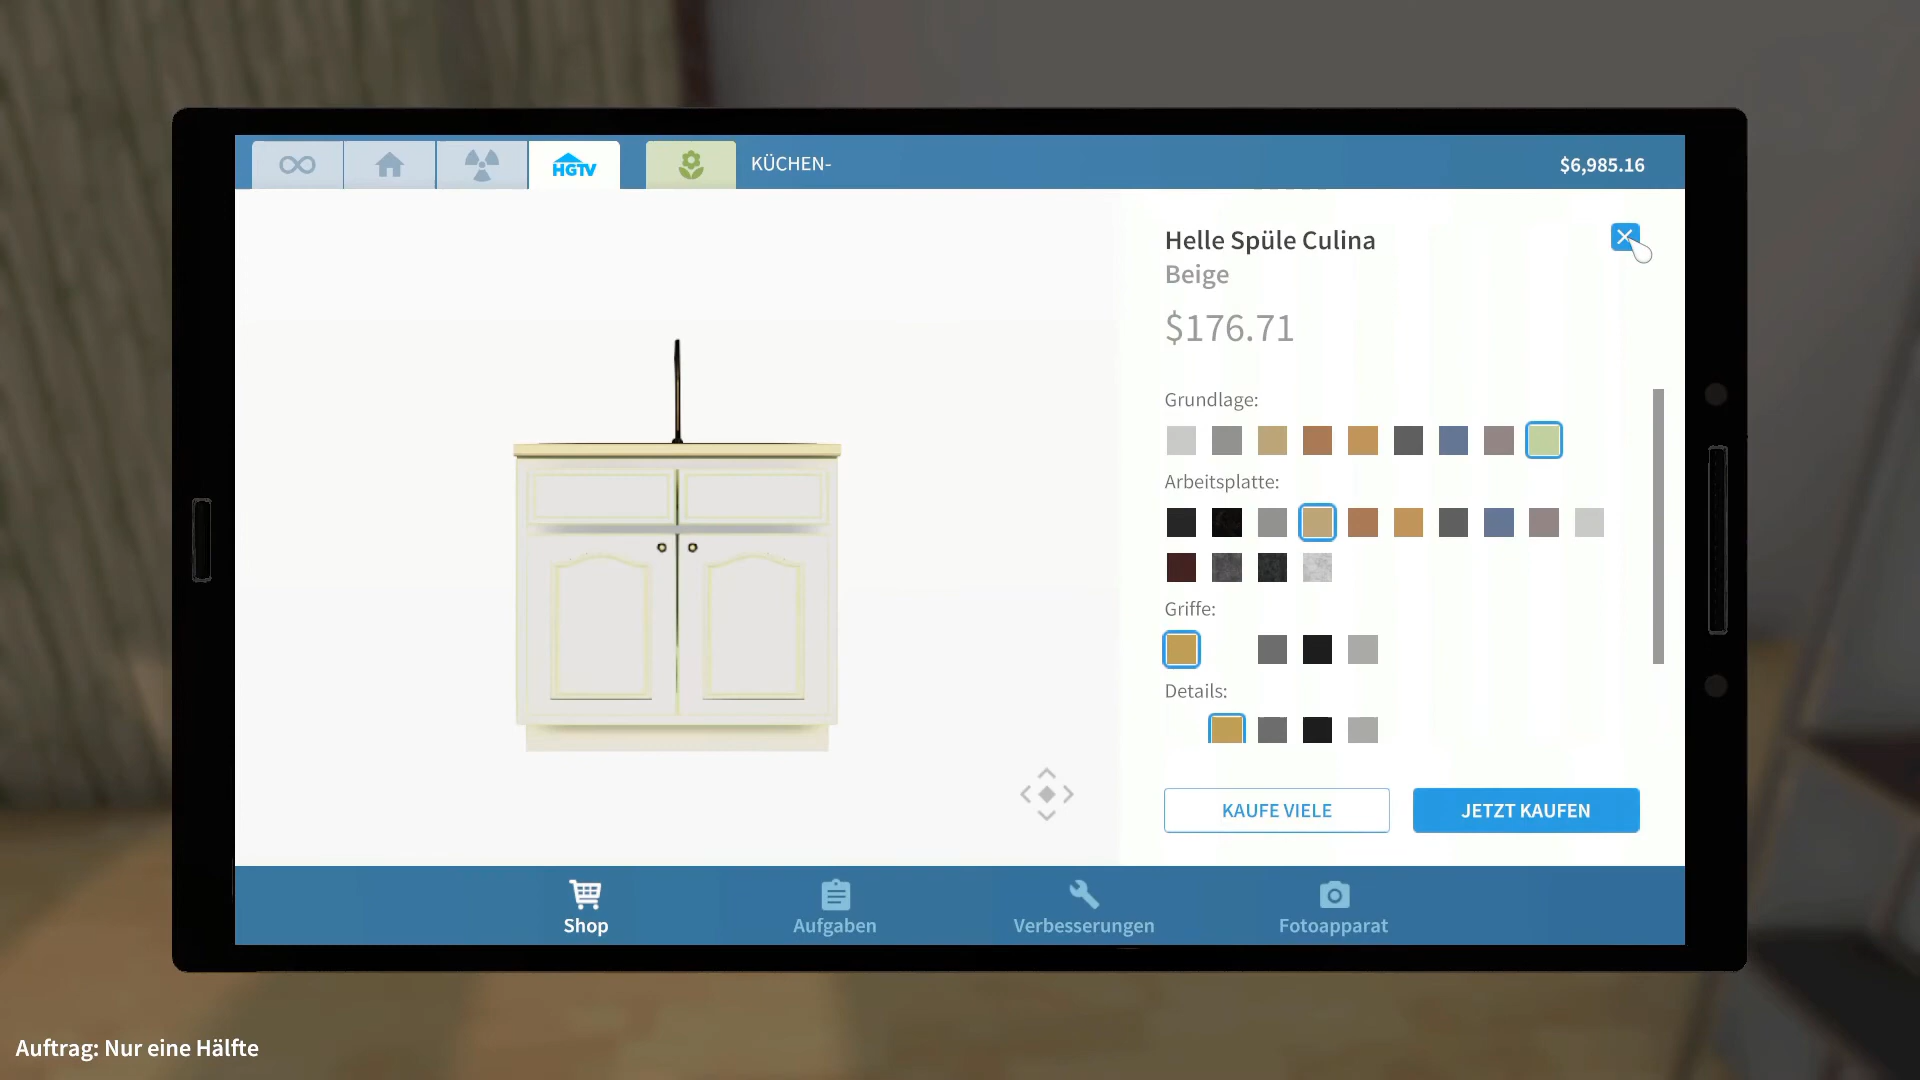 HGTV
KÜCHEN-
$6,985.16
Helle Spüle Culina
Beige
$176.71
Grundlage:
Arbeitsplatte:
Griffe:
Details:
KAUFE VIELE
JETZT KAUFEN
Shop
Aufgaben
Verbesserungen
Fotoapparat
Auftrag: Nur eine Hälfte